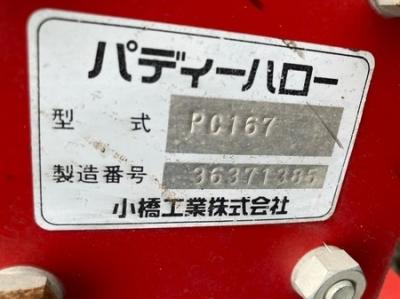 パディーハロー
型式 PC167
製造番号 36371385
小橋工業株式会社